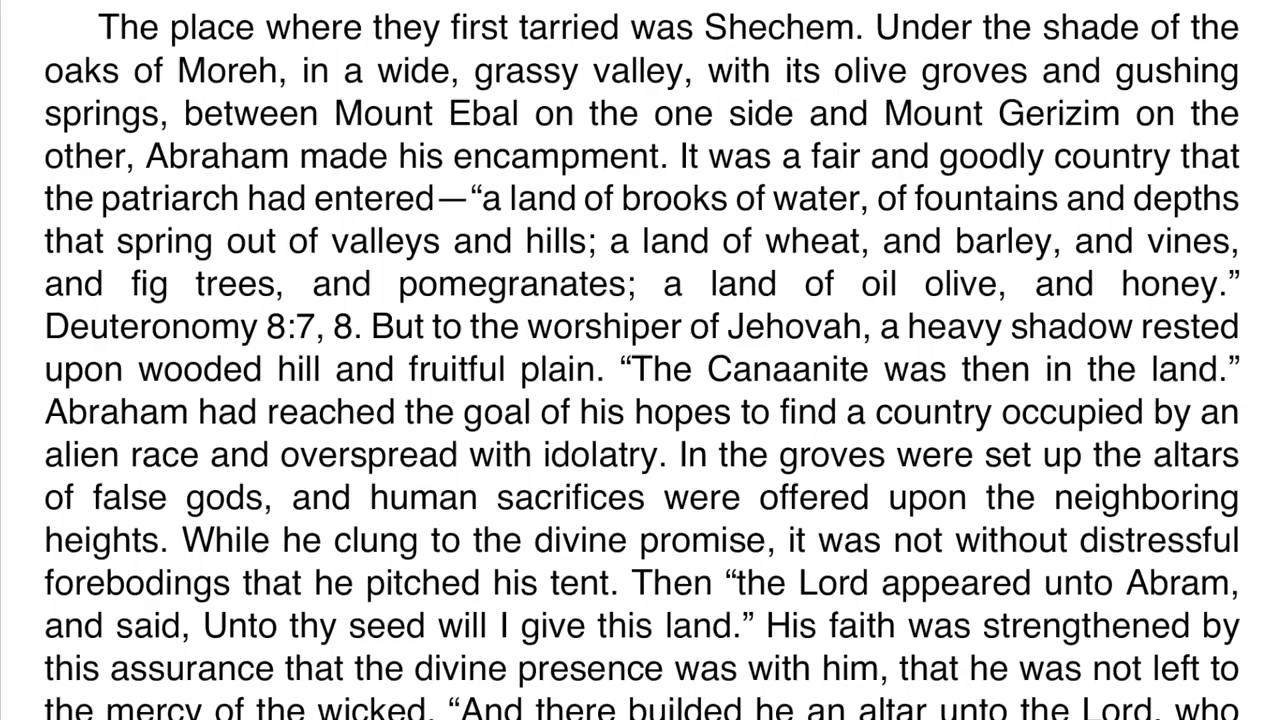 The place where they first tarried was Shechem. Under the shade of the
oaks of Moreh, in a wide, grassy valley, with its olive groves and gushing
springs, between Mount Ebal on the one side and Mount Gerizim on the
other, Abraham made his encampment. It was a fair and goodly country that
the patriarch had entered—“a land of brooks of water, of fountains and depths
that spring out of valleys and hills; a land of wheat, and barley, and vines,
and fig trees, and pomegranates; a land of oil olive, and honey.”
Deuteronomy 8:7, 8. But to the worshiper of Jehovah, a heavy shadow rested
upon wooded hill and fruitful plain. “The Canaanite was then in the land.”
Abraham had reached the goal of his hopes to find a country occupied by an
alien race and overspread with idolatry. In the groves were set up the altars
of false gods, and human sacrifices were offered upon the neighboring
heights. While he clung to the divine promise, it was not without distressful
forebodings that he pitched his tent. Then “the Lord appeared unto Abram,
and said, Unto thy seed will I give this land.” His faith was strengthened by
this assurance that the divine presence was with him, that he was not left to
the mercy of the wicked. “And there builded he an altar unto the Lord, who